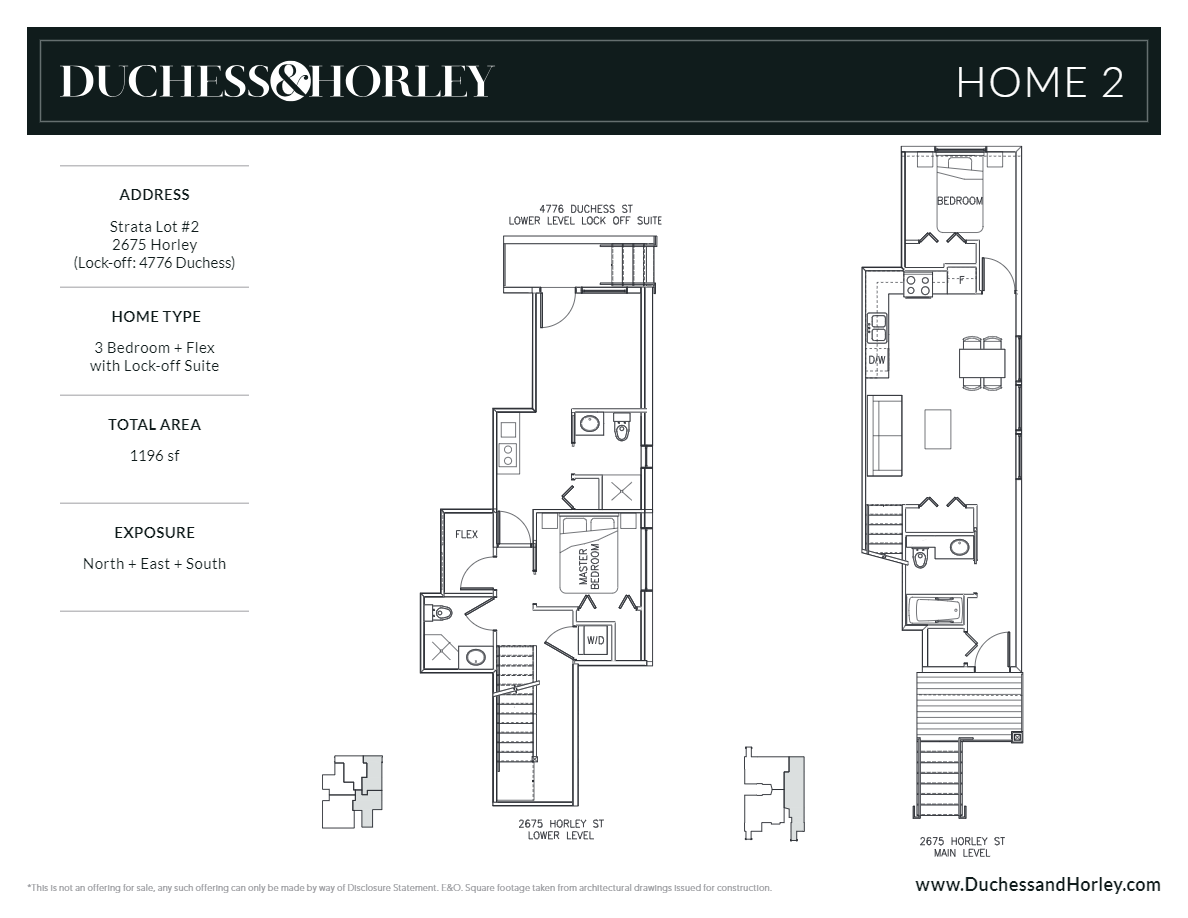 DUCHESS&HORLEY
HOME 2
ADDRESS
Strata Lot #2
2675 Horley
(Lock-off: 4776 Duchess)
HOME TYPE
3 Bedroom + Flex
with Lock-off Suite
TOTAL AREA
1196 sf
EXPOSURE
North + East + South
4776 DUCHESS ST
LOWER LEVEL LOCK OFF SUITE
FLEX
MASTER
BEDROOM
W/D
2675 HORLEY ST
LOWER LEVEL
BEDROOM
F
D/W
2675 HORLEY ST
MAIN LEVEL
*This is not an offering for sale, any such offering can only be made by way of Disclosure Statement. E&O. Square footage taken from architectural drawings issued for construction.
www.DuchessandHorley.com